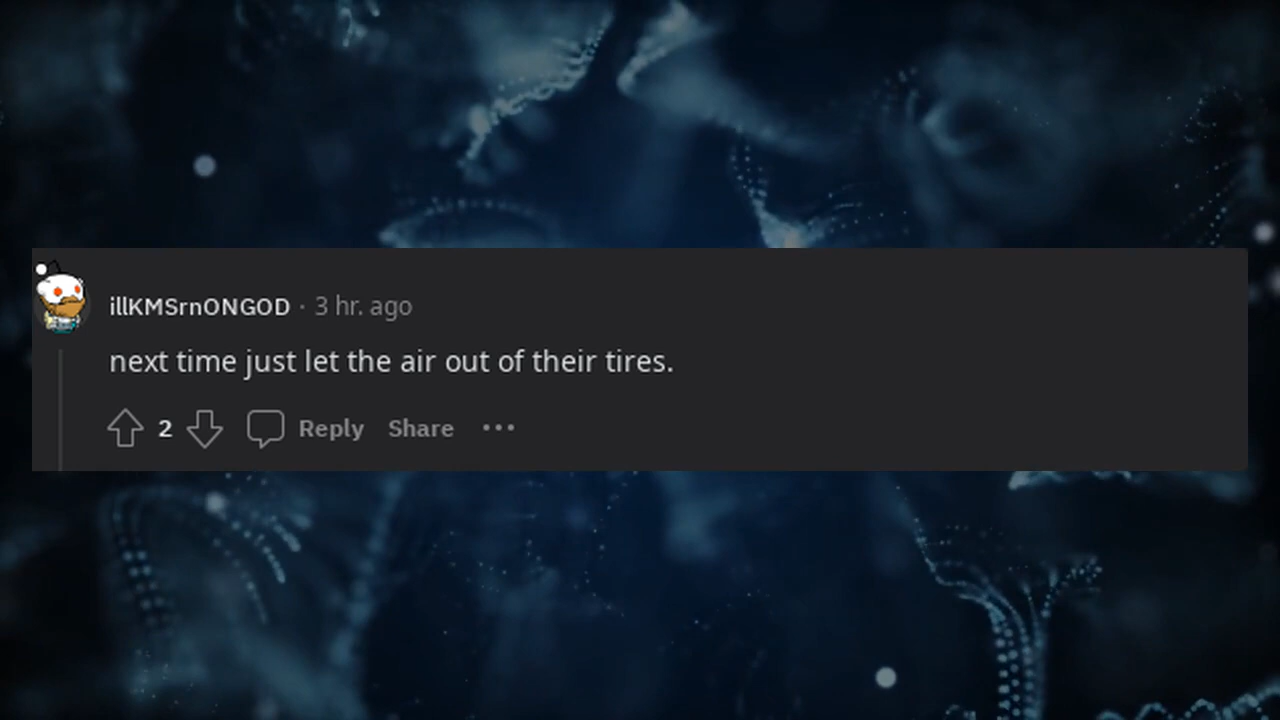 illKMSrnONGOD · 3 hr. ago
next time just let the air out of their tires.
2 Reply Share ···